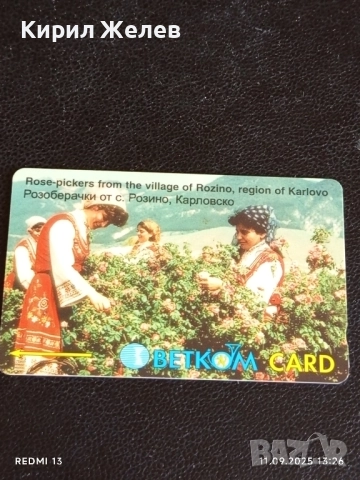 Кирил Желев
Rose-pickers from the village of Rozino, region of Karlovo
Розоберачки от с. Розино, Карловско
ВЕТКОМ CARD
BAZAR
REDMI 13
11.09.2025 13:26